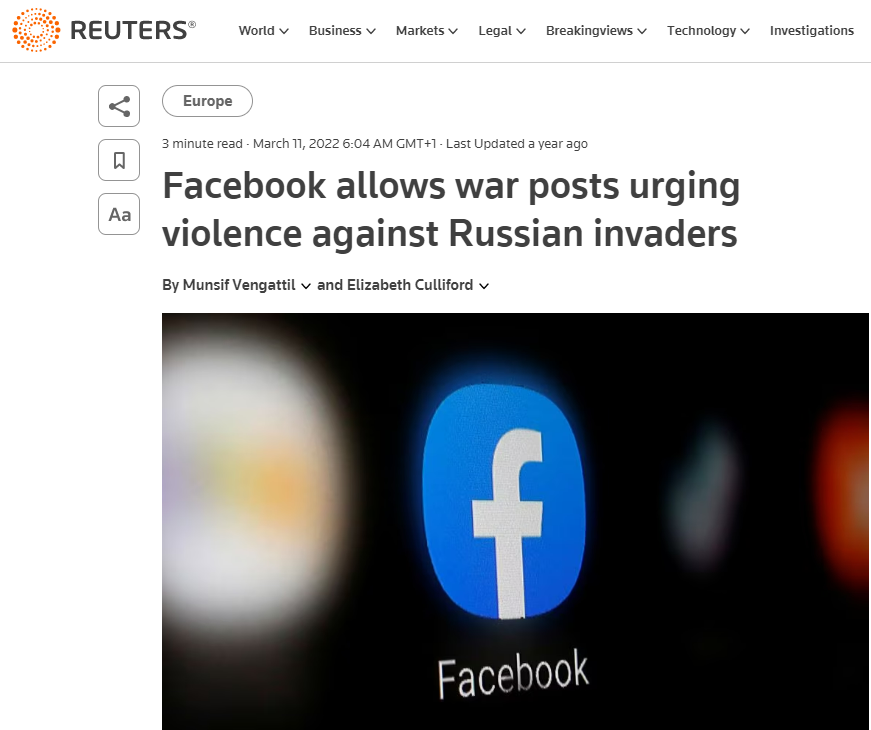 REUTERS®
World Business Markets Legal Breakingviews Technology Investigations
Europe
3 minute read · March 11, 2022 6:04 AM GMT+1 · Last Updated a year ago
Aa
Facebook allows war posts urging
violence against Russian invaders
By Munsif Vengattil and Elizabeth Culliford
f
Facebook